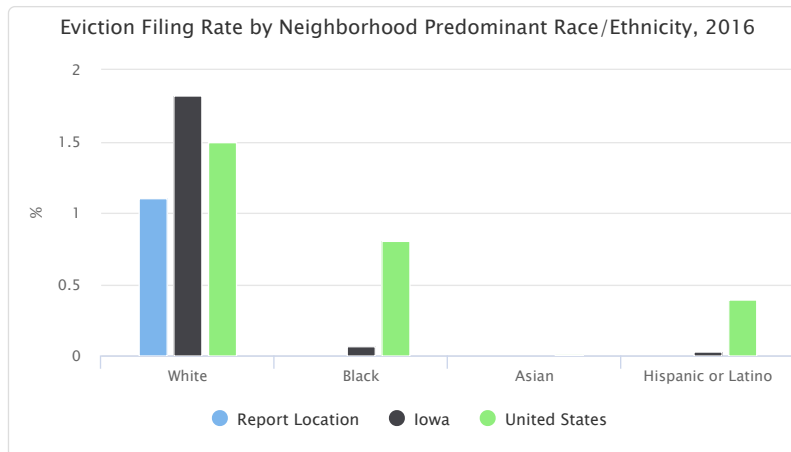 Eviction Filing Rate by Neighborhood Predominant Race/Ethnicity, 2016
2
1.5
1
0.5
0
%
White Black Asian Hispanic or Latino
Report Location Iowa United States